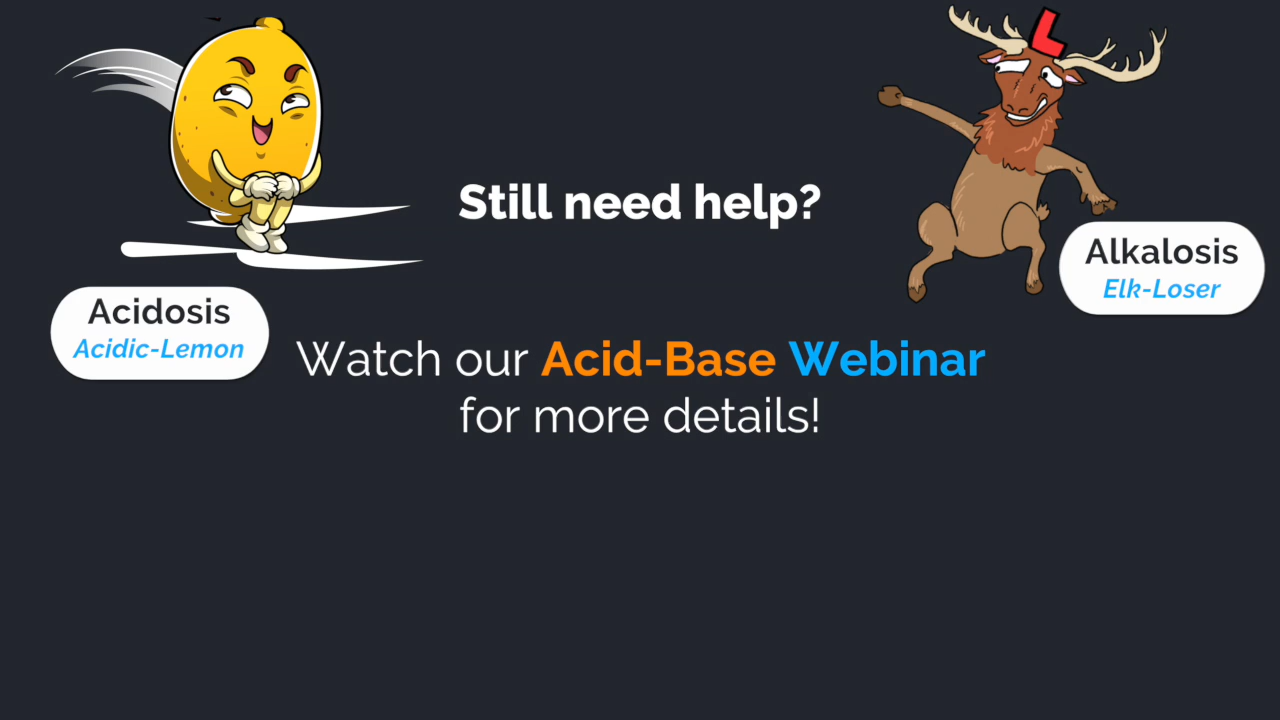 L
Still need help?
Alkalosis
Elk-Loser
Acidosis
Acidic-Lemon
Watch our Acid-Base Webinar
for more details!